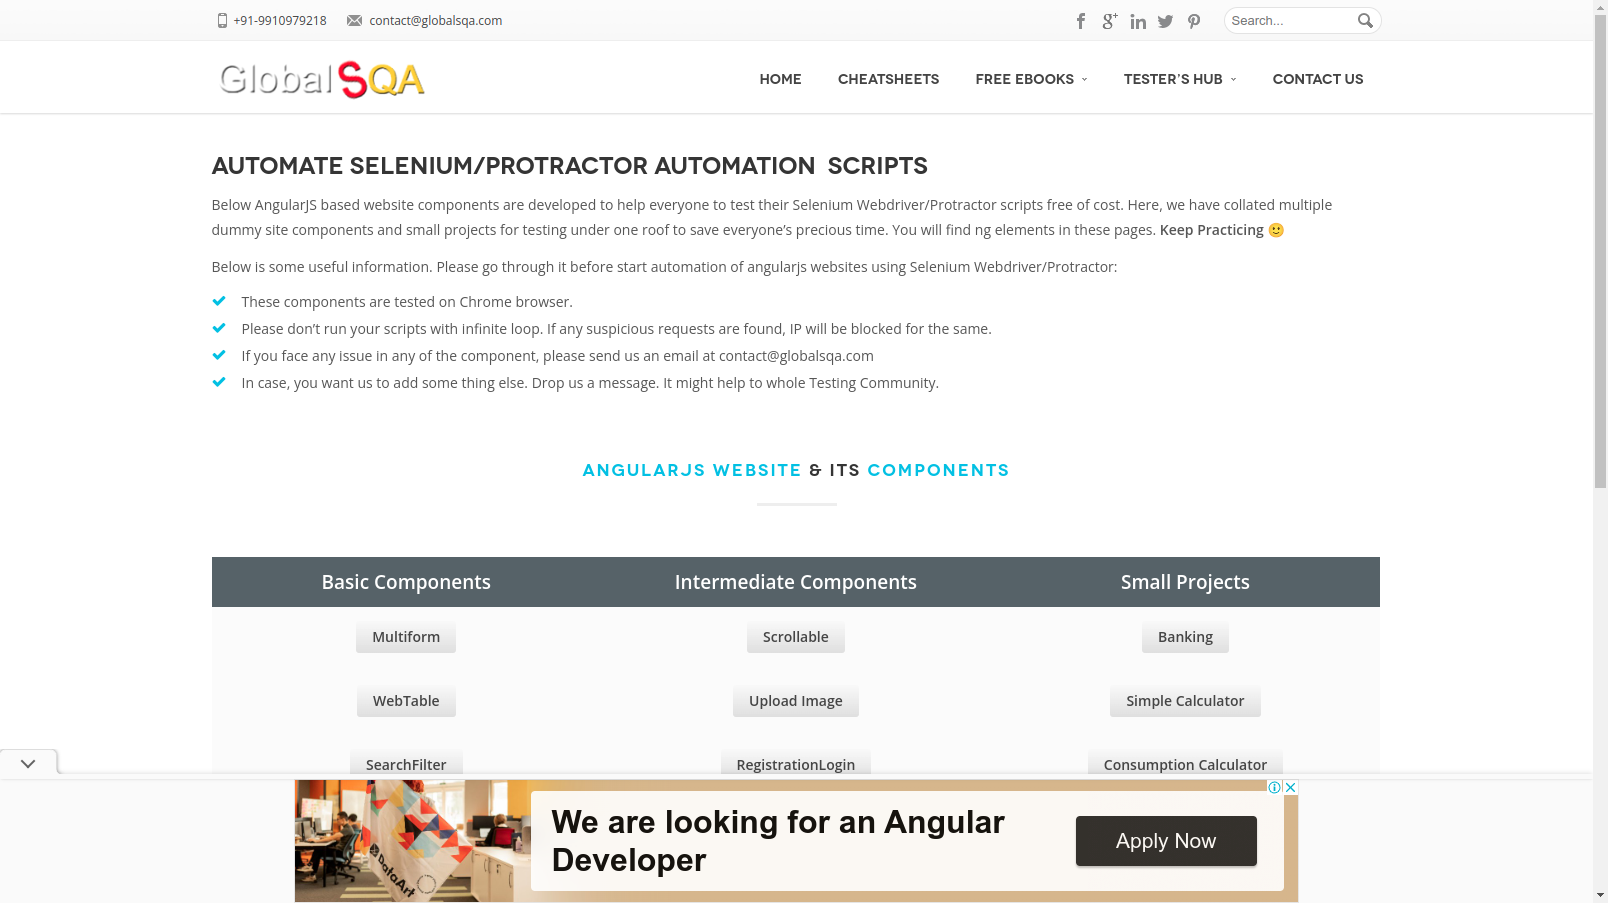 +91-9910979218 contact@globalsqa.com
Search...
GlobalSQA
HOME CHEATSHEETS FREE EBOOKS TESTER'S HUB CONTACT US
AUTOMATE SELENIUM/PROTRACTOR AUTOMATION SCRIPTS
Below AngularJS based website components are developed to help everyone to test their Selenium Webdriver/Protractor scripts free of cost. Here, we have collated multiple
dummy site components and small projects for testing under one roof to save everyone's precious time. You will find ng elements in these pages. Keep Practicing 🙂
Below is some useful information. Please go through it before start automation of angularjs websites using Selenium Webdriver/Protractor:
These components are tested on Chrome browser.
Please don't run your scripts with infinite loop. If any suspicious requests are found, IP will be blocked for the same.
If you face any issue in any of the component, please send us an email at contact@globalsqa.com
In case, you want us to add some thing else. Drop us a message. It might help to whole Testing Community.
ANGULARJS WEBSITE & ITS COMPONENTS
Basic Components Intermediate Components Small Projects
Multiform Scrollable Banking
WebTable Upload Image Simple Calculator
SearchFilter RegistrationLogin Consumption Calculator
DataArt
We are looking for an Angular
Developer
Apply Now